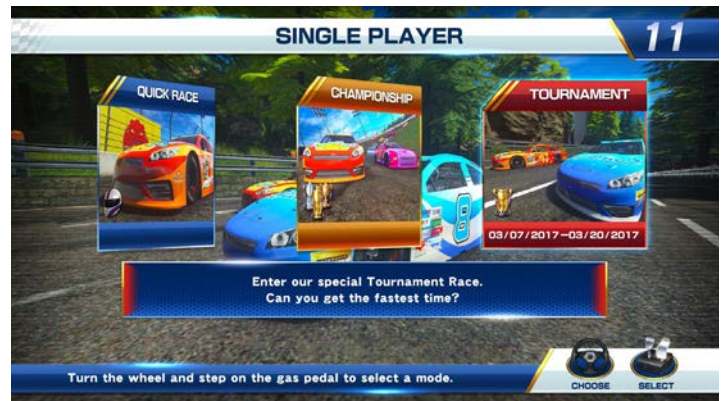 SINGLE PLAYER
11
QUICK RACE
CHAMPIONSHIP
TOURNAMENT
03/07/2017-03/20/2017
Enter our special Tournament Race.
Can you get the fastest time?
Turn the wheel and step on the gas pedal to select a mode.
CHOOSE
SELECT